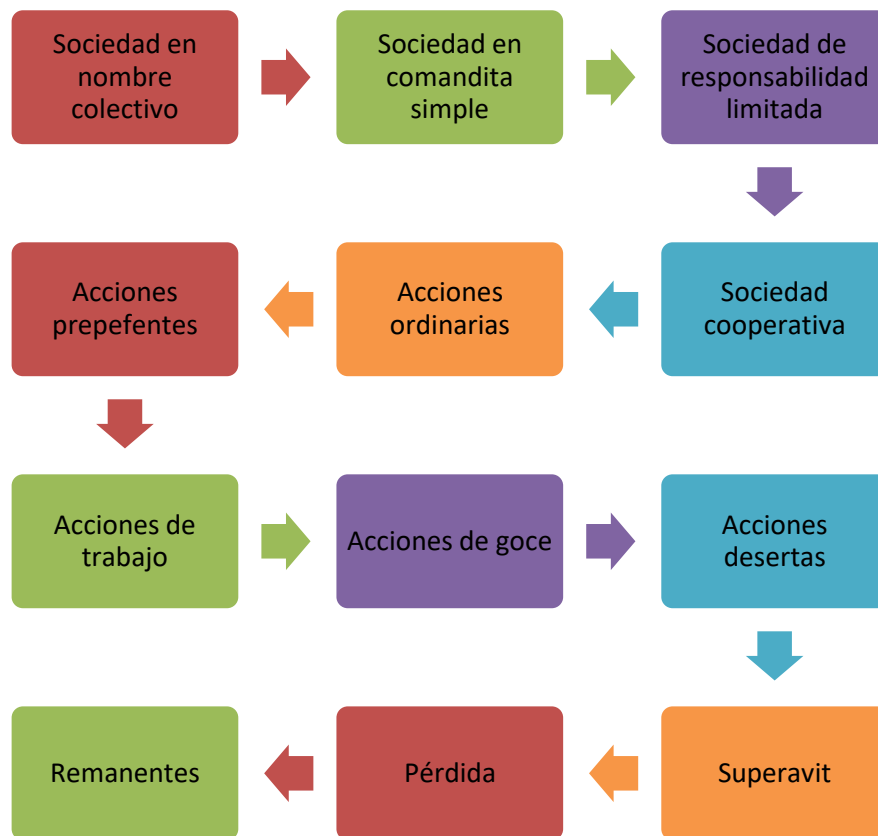 Sociedad en
nombre
colectivo
Sociedad en
comandita
simple
Sociedad de
responsabilidad
limitada
Sociedad
cooperativa
Acciones
ordinarias
Acciones
prepefentes
Acciones de
trabajo
Acciones de goce
Acciones
desertas
Superavit
Pérdida
Remanentes